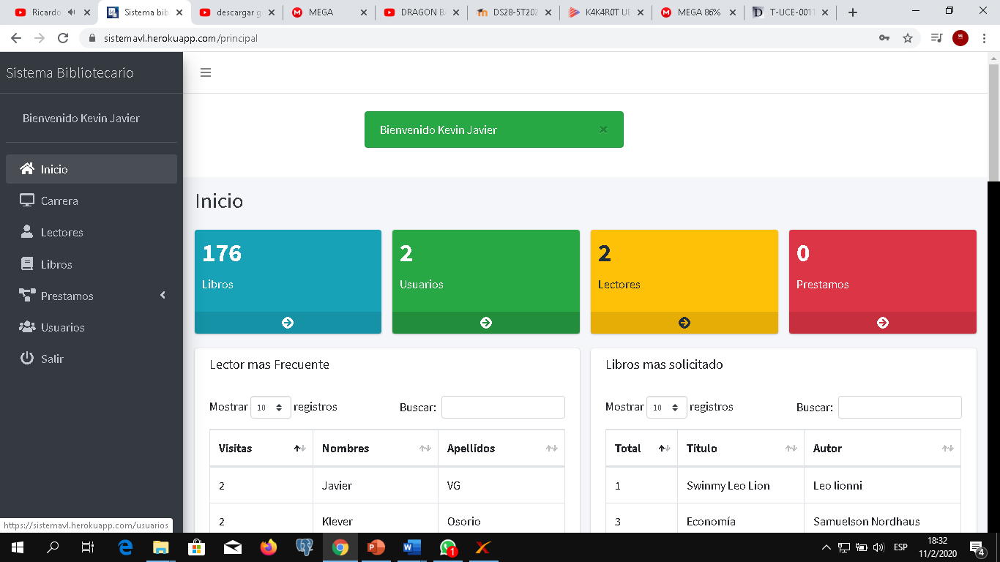 Ricardo
Sistema bib
descargar g
MEGA
DRAGON BA
DS28-5T202
K4K4R0T LE
MEGA 86%
T-UCE-0011
sistemavl.herokuapp.com/principal
Sistema Bibliotecario
Bienvenido Kevin Javier
Inicio
Carrera
Lectores
Libros
Prestamos
Usuarios
Salir
https://sistemavl.herokuapp.com/usuarios
Bienvenido Kevin Javier ×
Inicio
176
Libros
2
Usuarios
2
Lectores
0
Prestamos
Lector mas Frecuente
Mostrar 10 registros Buscar:
Visitas Nombres Apellidos
2 Javier VG
2 Klever Osorio
Libros mas solicitado
Mostrar 10 registros Buscar:
Total Título Autor
1 Swinmy Leo Lion Leo lionni
3 Economía Samuelson Nordhaus
1
ESP
18:32
11/2/2020
4